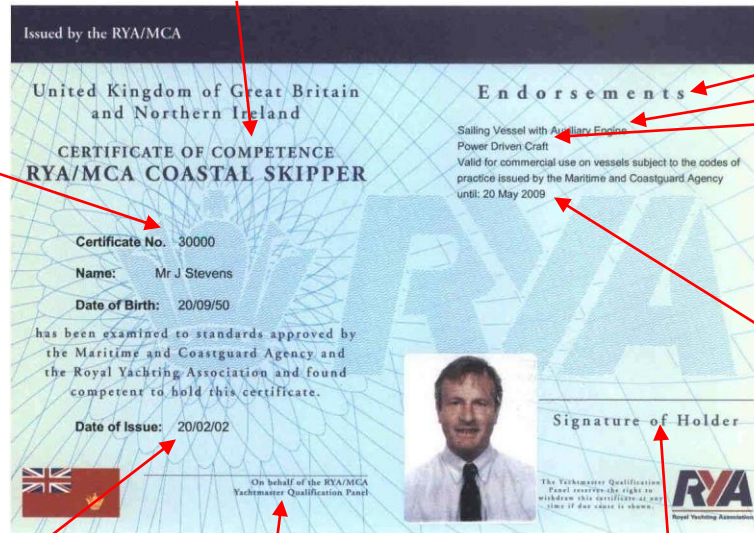 Issued by the RYA/MCA
United Kingdom of Great Britain
and Northern Ireland
CERTIFICATE OF COMPETENCE
RYA/MCA COASTAL SKIPPER
Certificate No. 30000
Name: Mr J Stevens
Date of Birth: 20/09/50
has been examined to standards approved by
the Maritime and Coastguard Agency and
the Royal Yachting Association and found
competent to hold this certificate.
Date of Issue: 20/02/02
On behalf of the RYA/MCA
Yachtmaster Qualification Panel
Endorsements
Sailing Vessel with Auxiliary Engine
Power Driven Craft
Valid for commercial use on vessels subject to the codes of
practice issued by the Maritime and Coastguard Agency
until: 20 May 2009
RYA
Signature of Holder
The Yachtmaster Qualification
Panel reserves the right to
withdraw this certificate at any
time if due cause is shown.
RYA
Royal Yachting Association